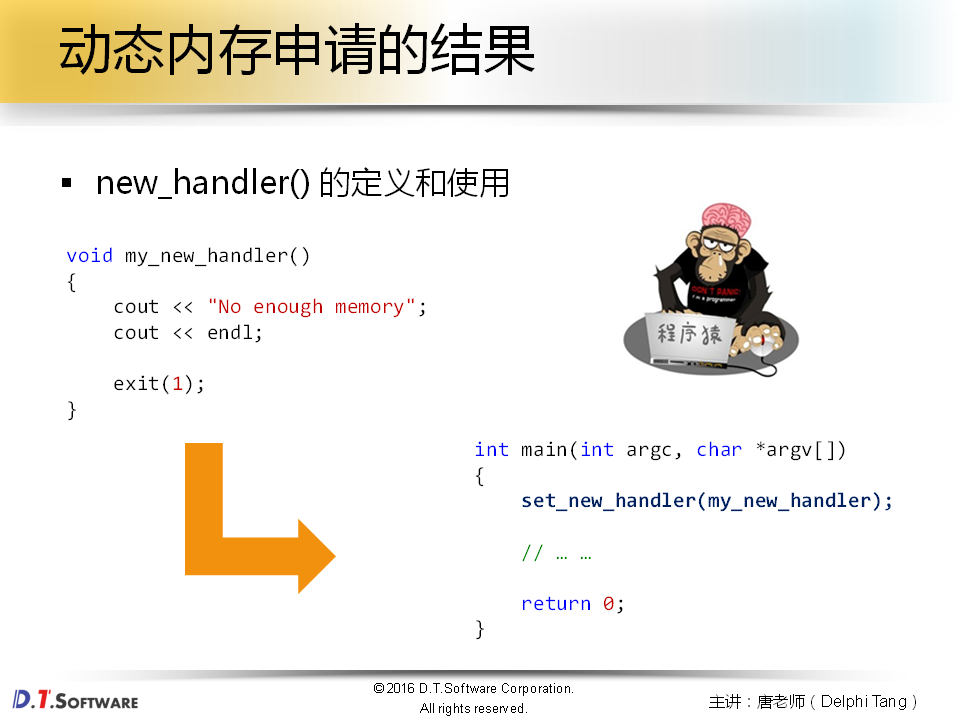 动态内存申请的结果
▪ new_handler() 的定义和使用
void my_new_handler()
{
    cout << "No enough memory";
    cout << endl;
    exit(1);
}
DON'T PANIC!
I'm a programmer
程序猿
int main(int argc, char *argv[])
{
    set_new_handler(my_new_handler);
    // … …
    return 0;
}
D.T.SOFTWARE
©2016 D.T.Software Corporation.
All rights reserved.
主讲：唐老师（Delphi Tang）